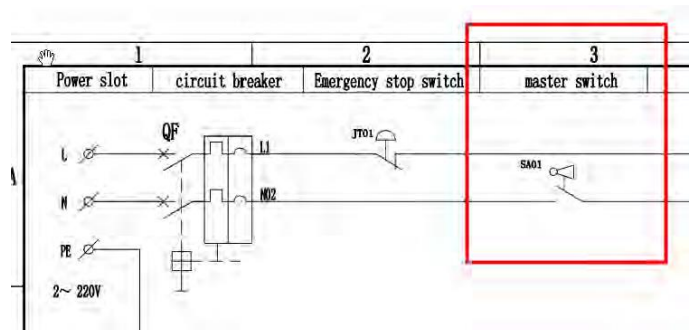 1 2 3
Power slot circuit breaker Emergency stop switch master switch
QF JT01
L L1
SA01
N N02
PE
2~ 220V
A